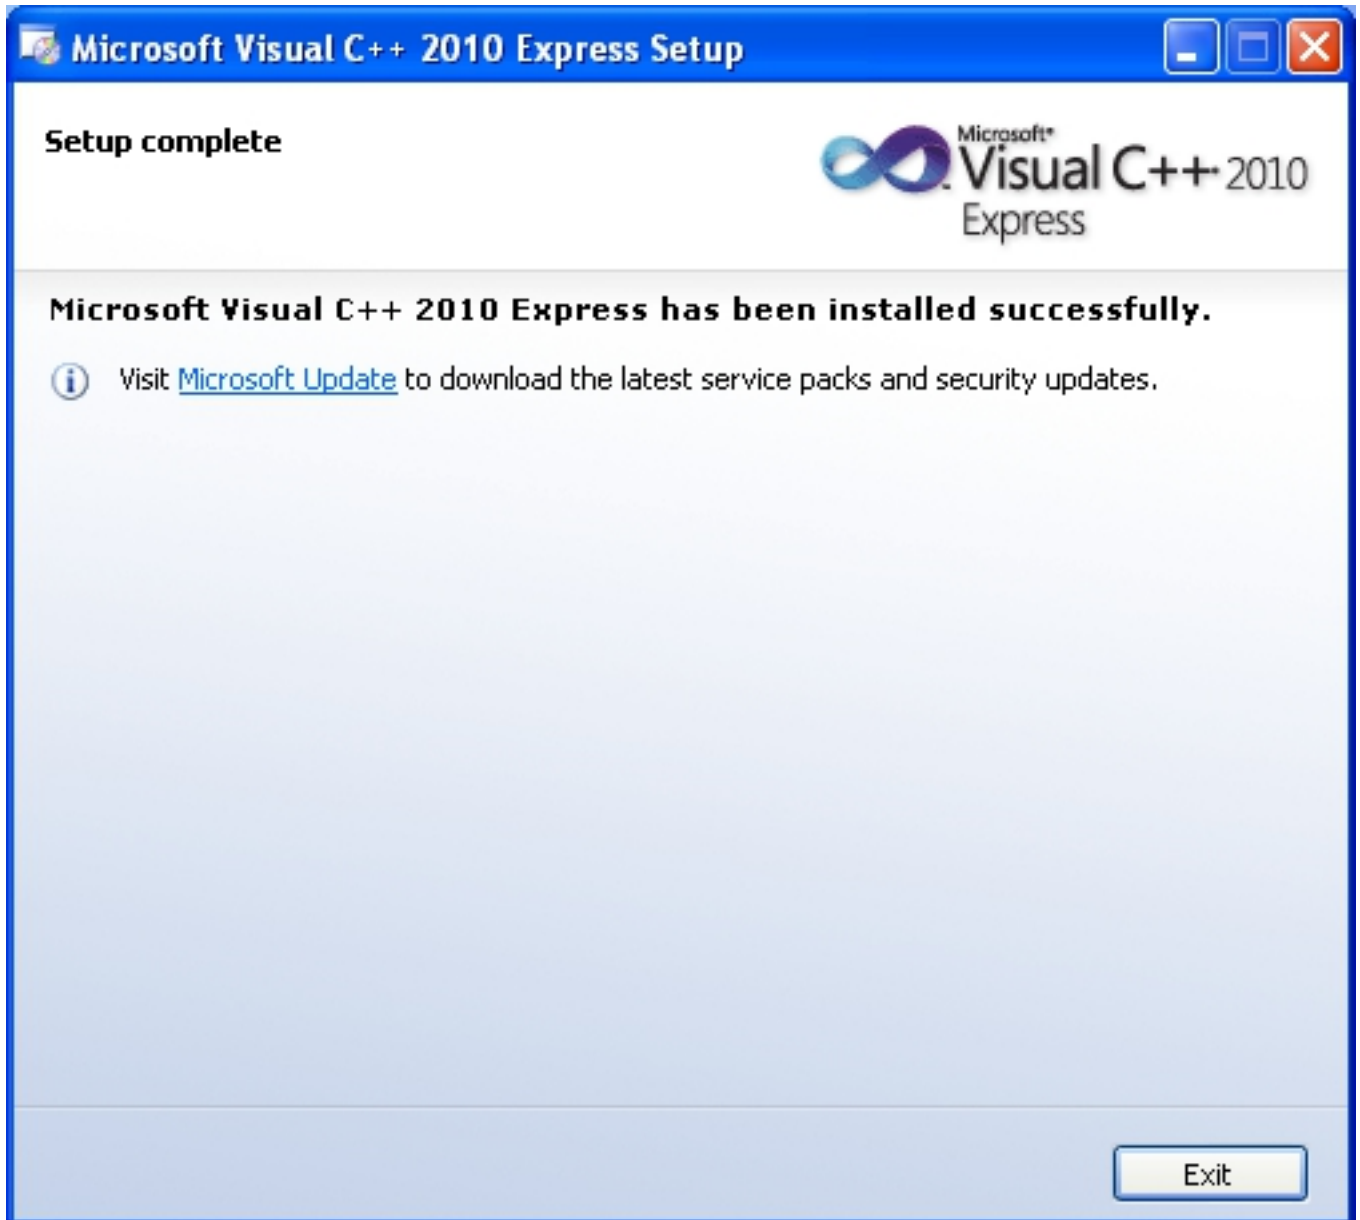 Microsoft Visual C++ 2010 Express Setup
Setup complete
Microsoft®
Visual C++® 2010
Express
Microsoft Visual C++ 2010 Express has been installed successfully.
Visit Microsoft Update to download the latest service packs and security updates.
Exit